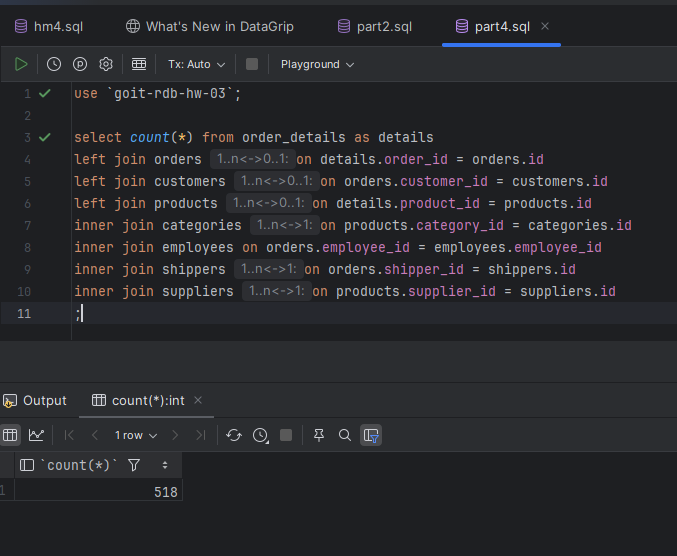 hm4.sql What's New in DataGrip part2.sql part4.sql
Tx: Auto Playground
1 use `goit-rdb-hw-03`;
2
3 select count(*) from order_details as details
4 left join orders 1..n<->0..1: on details.order_id = orders.id
5 left join customers 1..n<->0..1: on orders.customer_id = customers.id
6 left join products 1..n<->0..1: on details.product_id = products.id
7 inner join categories 1..n<->1: on products.category_id = categories.id
8 inner join employees on orders.employee_id = employees.employee_id
9 inner join shippers 1..n<->1: on orders.shipper_id = shippers.id
10 inner join suppliers 1..n<->1: on products.supplier_id = suppliers.id
11 ;
Output count(*):int
1 row
`count(*)`
1 518